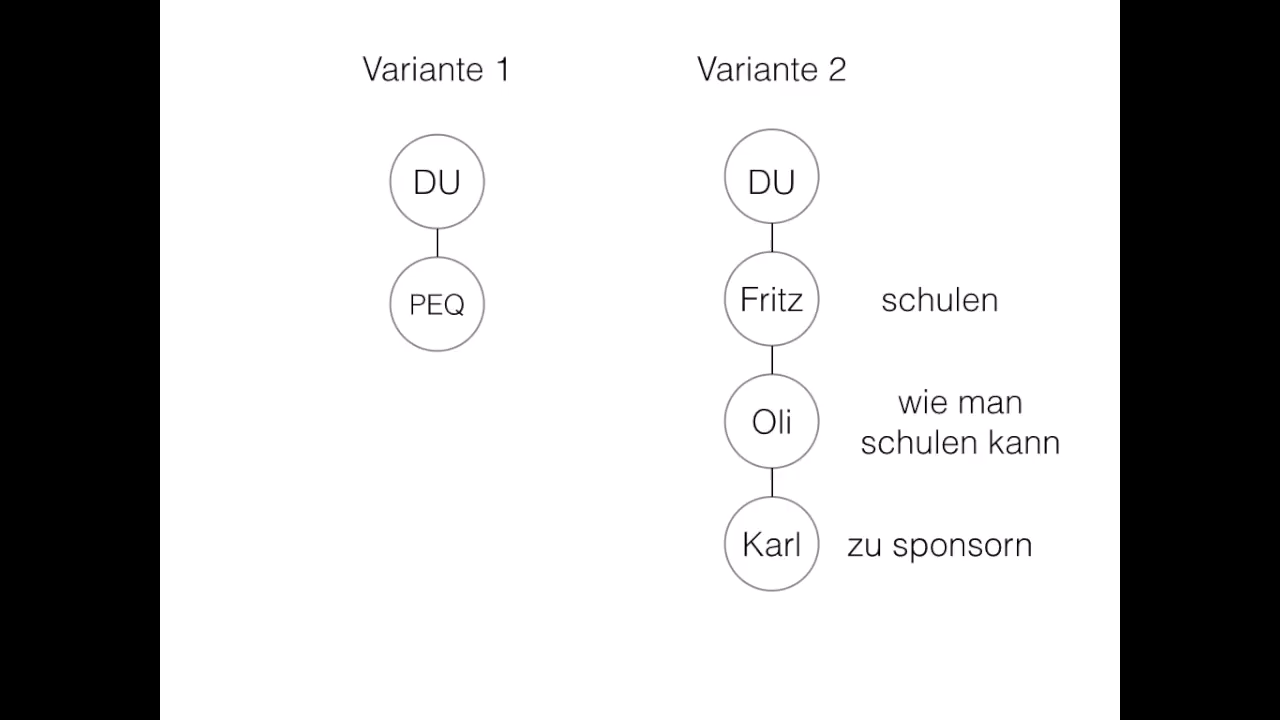 Variante 1
DU
PEQ
Variante 2
DU
Fritz
schulen
Oli
wie man
schulen kann
Karl
zu sponsorn